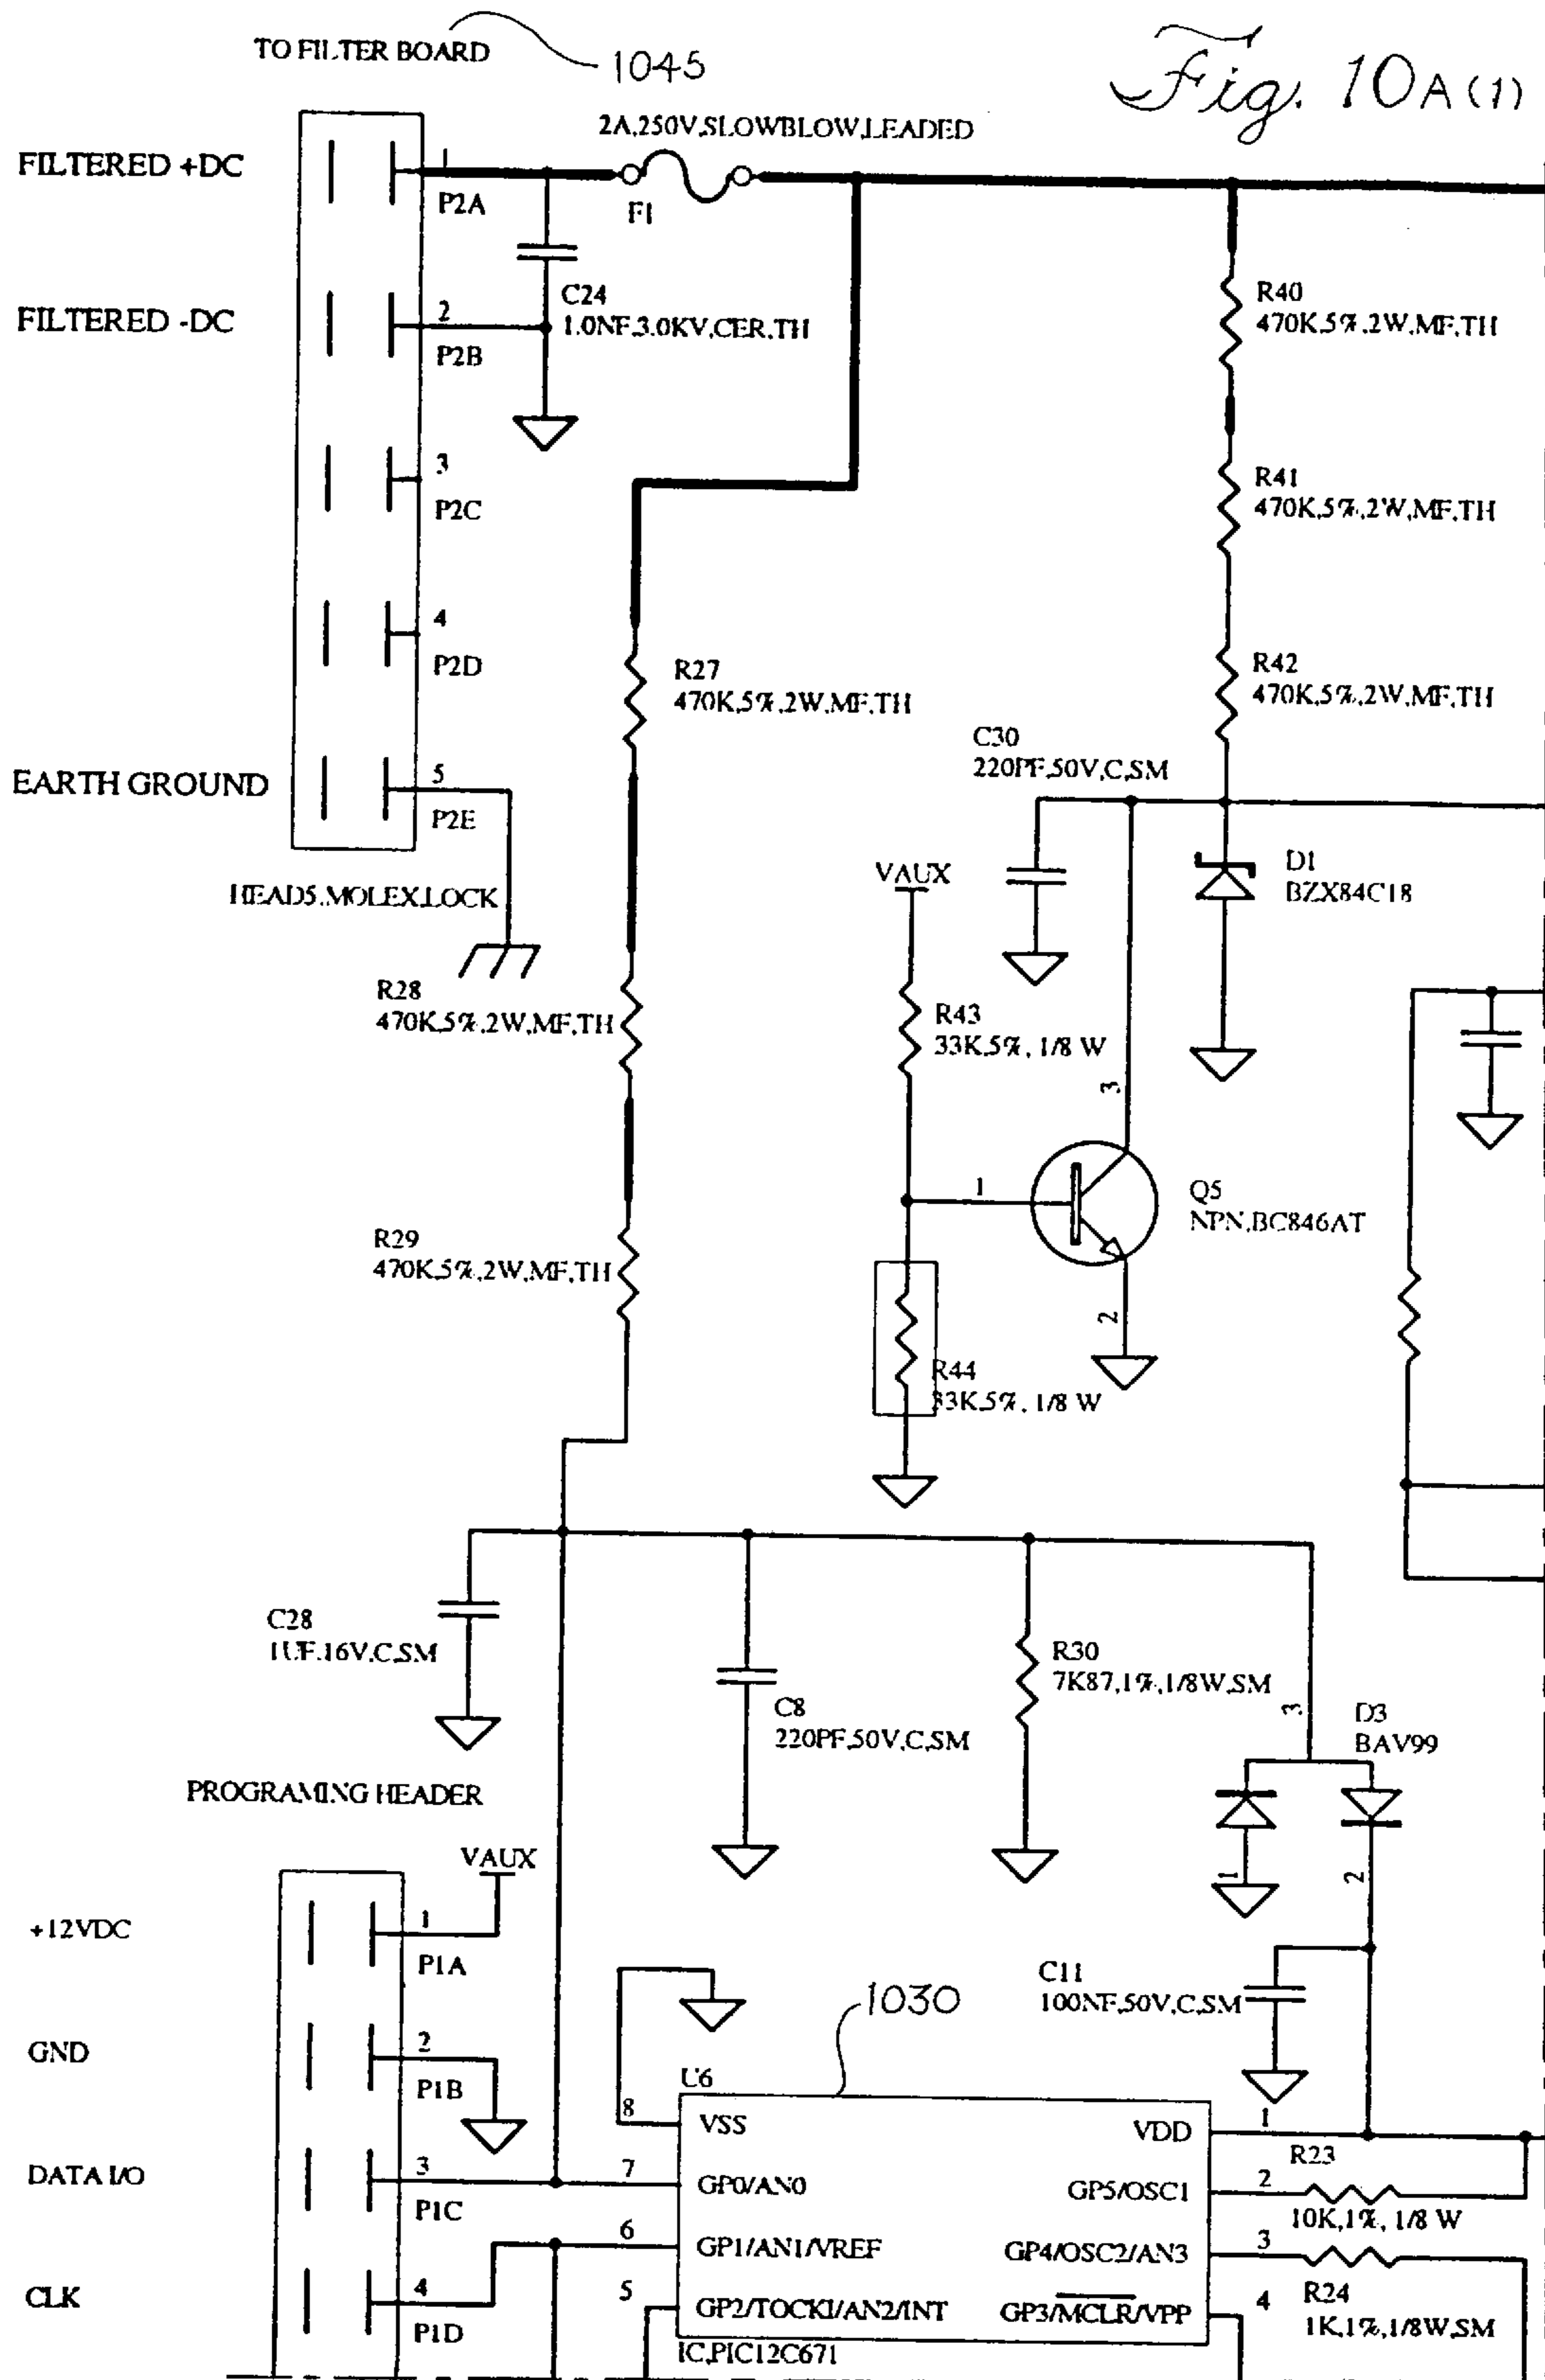 TO FILTER BOARD
1045
Fig. 10A(1)
2A,250V,SLOWBLOW,LEADED
FILTERED +DC
1
P2A
F1
C24
1.0NF,3.0KV,CER,TH
FILTERED -DC
2
P2B
R40
470K,5%,2W,MF,TH
3
P2C
R41
470K,5%,2W,MF,TH
4
P2D
R27
470K,5%,2W,MF,TH
R42
470K,5%,2W,MF,TH
C30
220PF,50V,C,SM
EARTH GROUND
5
P2E
HEAD5,MOLEX,LOCK
VAUX
D1
BZX84C18
R28
470K,5%,2W,MF,TH
R43
33K,5%, 1/8 W
3
1
Q5
NPN,BC846AT
2
R29
470K,5%,2W,MF,TH
R44
33K,5%, 1/8 W
C28
1UF,16V,C,SM
C8
220PF,50V,C,SM
R30
7K87,1%,1/8W,SM
3
D3
BAV99
1
2
PROGRAMING HEADER
VAUX
+12VDC
1
P1A
C11
100NF,50V,C,SM
1030
GND
2
P1B
U6
8
VSS
VDD
1
DATA I/O
3
P1C
7
GP0/AN0
GP5/OSC1
2
R23
10K,1%, 1/8 W
6
GP1/AN1/VREF
GP4/OSC2/AN3
3
CLK
4
P1D
5
GP2/TOCKI/AN2/INT
GP3/MCLR/VPP
4
R24
1K,1%,1/8W,SM
IC,PIC12C671